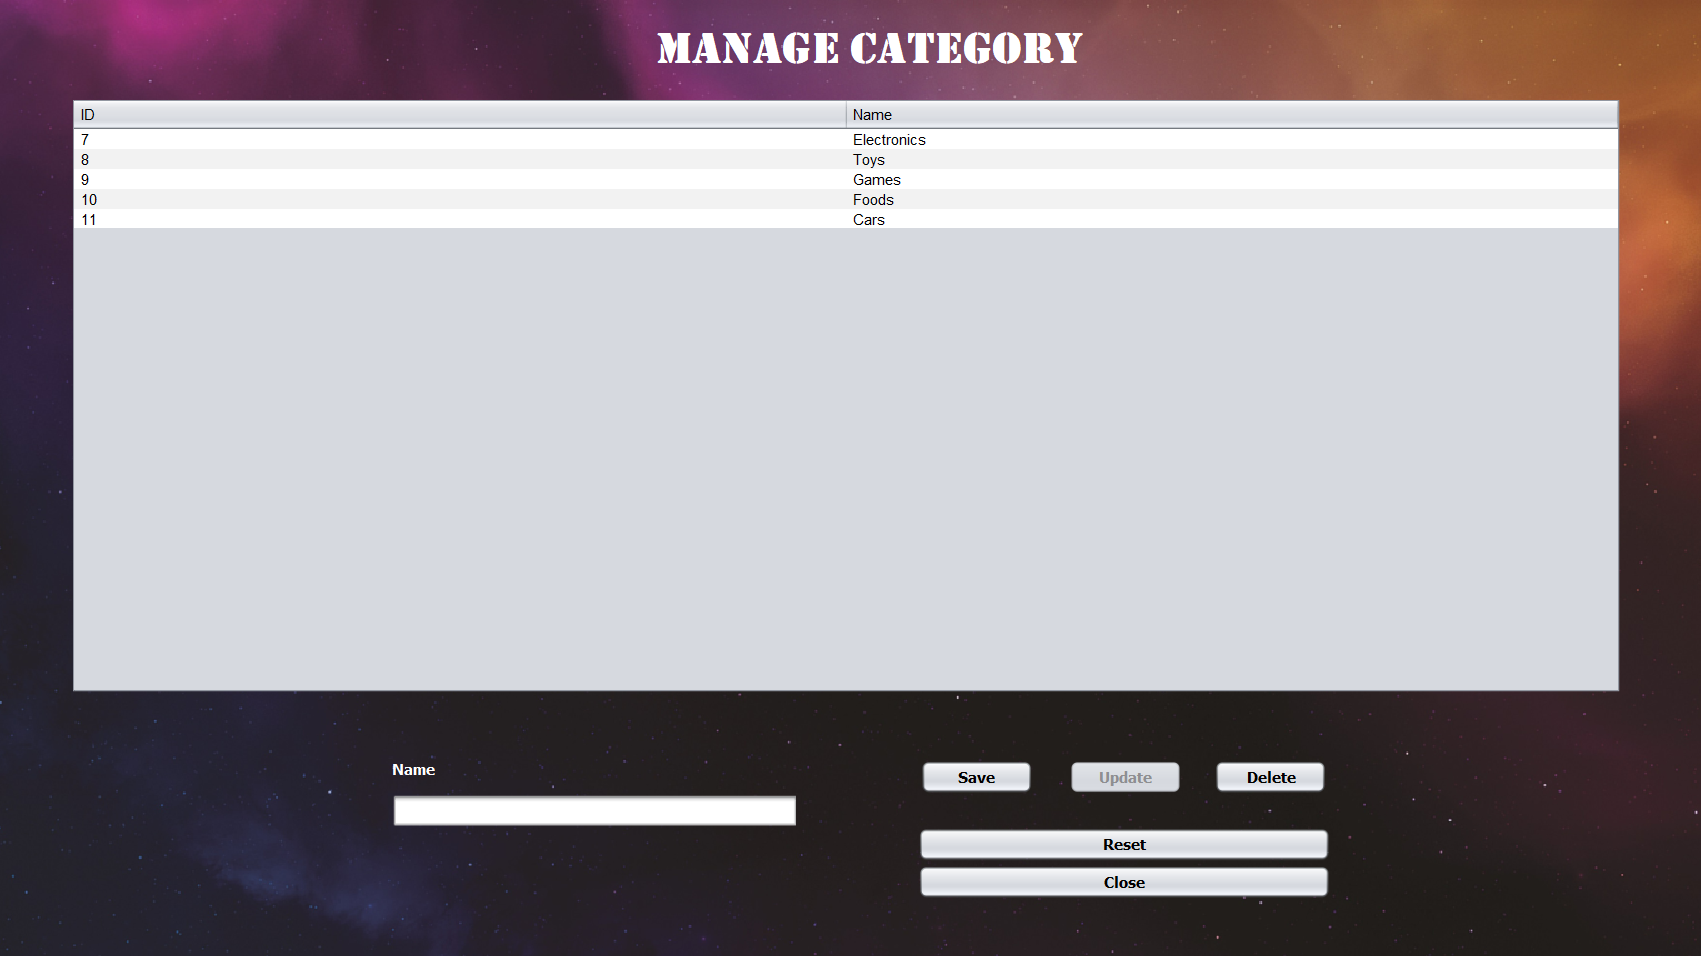 MANAGE CATEGORY
ID Name
7 Electronics
8 Toys
9 Games
10 Foods
11 Cars
Name
Save Update Delete
Reset
Close